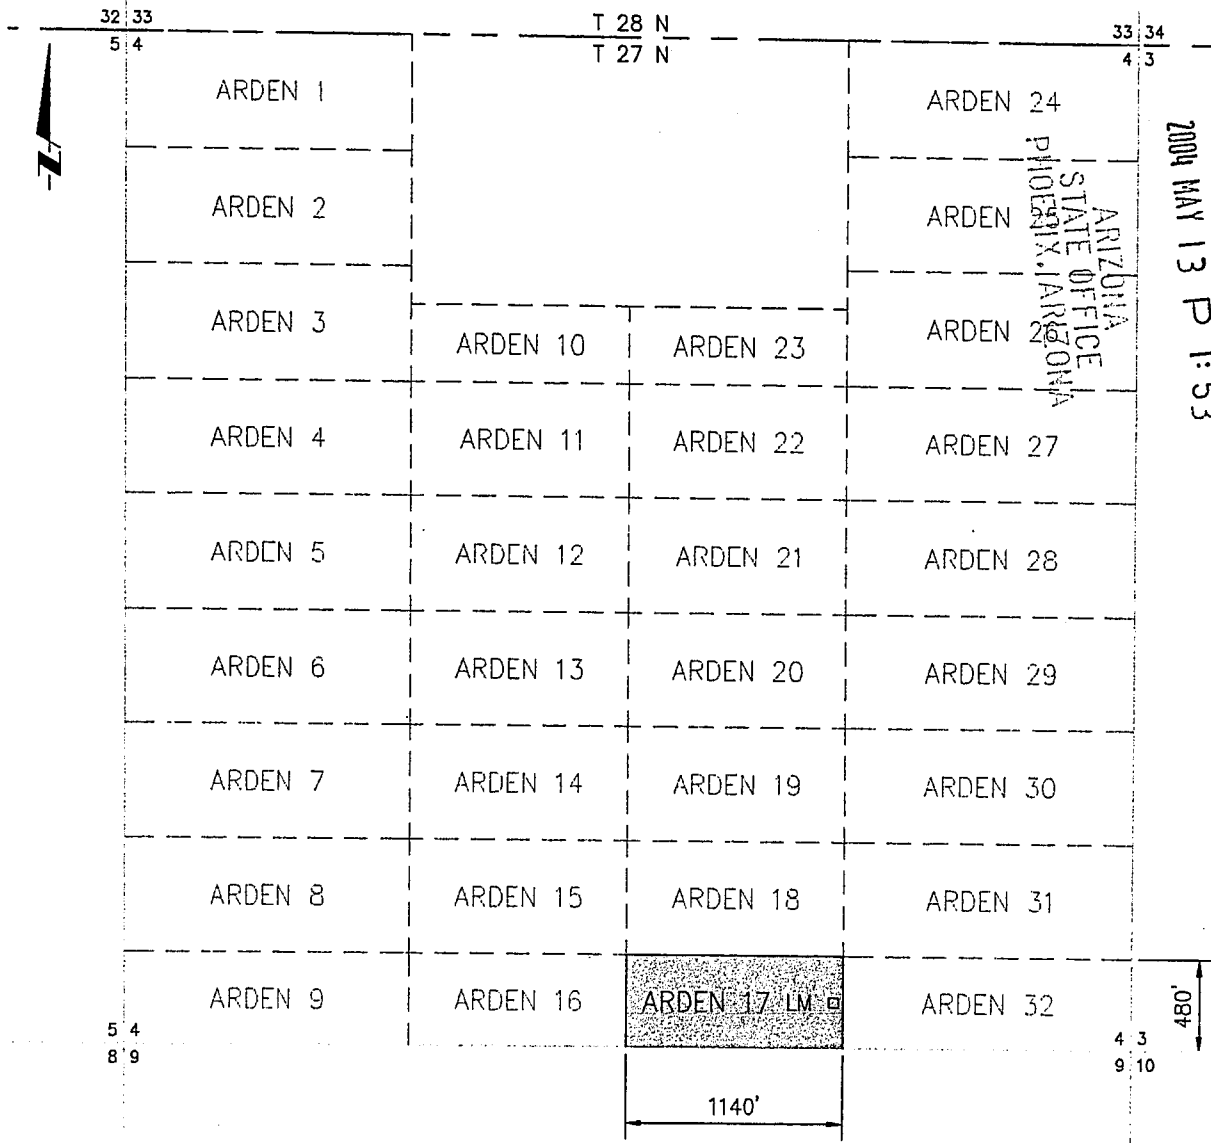 32 33
T 28 N
33 34
5 4
T 27 N
4 3
N
ARDEN 1
ARDEN 24
ARDEN 2
ARDEN 25
ARDEN 3
ARDEN 10
ARDEN 23
ARDEN 26
ARDEN 4
ARDEN 11
ARDEN 22
ARDEN 27
ARDEN 5
ARDEN 12
ARDEN 21
ARDEN 28
ARDEN 6
ARDEN 13
ARDEN 20
ARDEN 29
ARDEN 7
ARDEN 14
ARDEN 19
ARDEN 30
ARDEN 8
ARDEN 15
ARDEN 18
ARDEN 31
ARDEN 9
ARDEN 16
ARDEN 17 LM
ARDEN 32
480'
5 4
4 3
8 9
9 10
1140'
2004 MAY 13 P 1:53
ARIZONA
STATE OFFICE
PHOENIX, ARIZONA